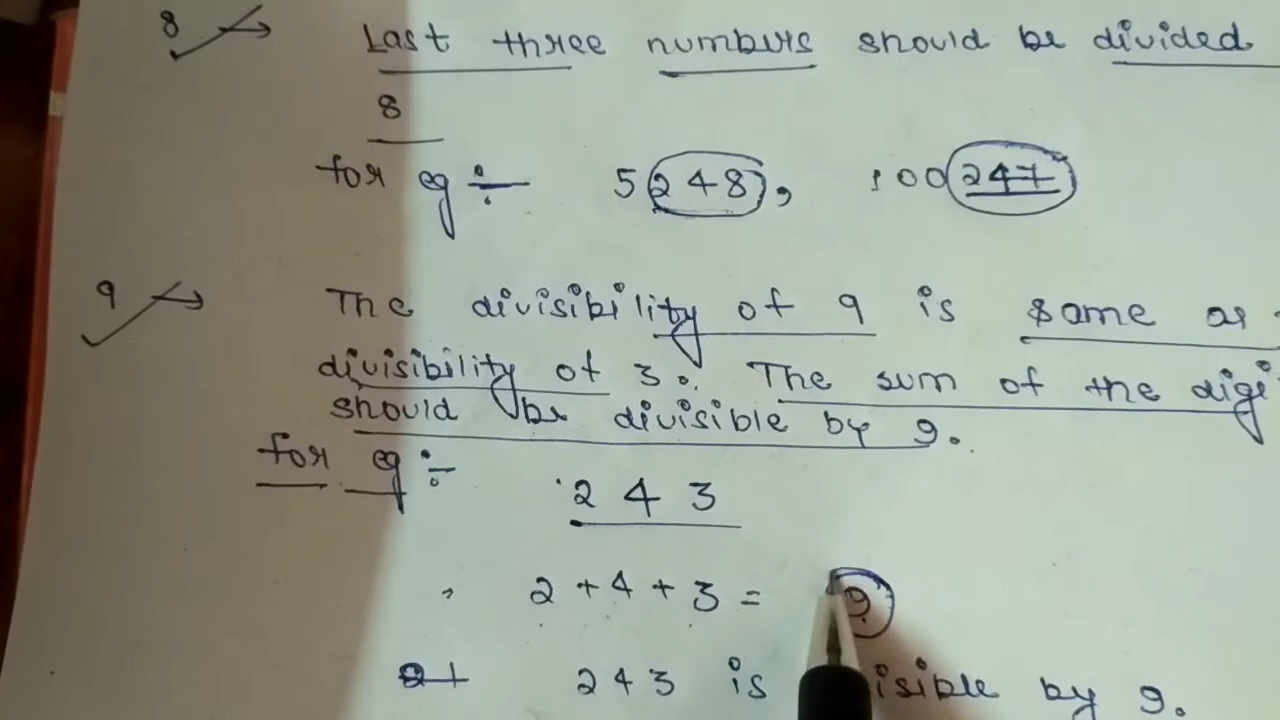 8 → Last three numbers should be divided
8
for eg ÷ 5248, 100247
9 → The divisibility of 9 is same as
divisibility of 3. The sum of the digi
should be divisible by 9.
for eg ÷
243
2+4+3 = 9
243 is isible by 9.